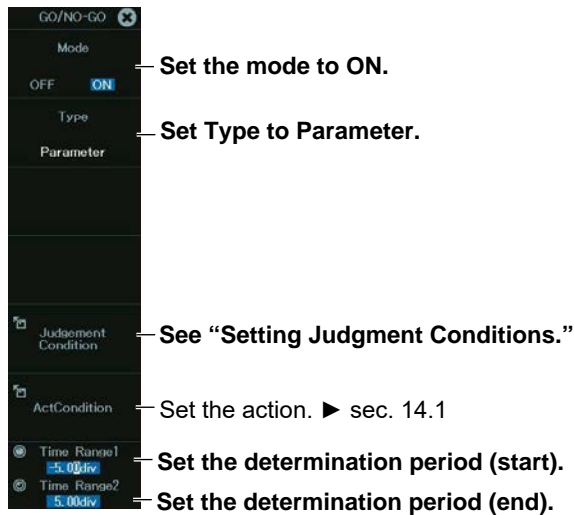 GO/NO-GO
Mode
OFF ON
Set the mode to ON.
Type
Parameter
Set Type to Parameter.
Judgement
Condition
See “Setting Judgment Conditions.”
ActCondition
Set the action. ► sec. 14.1
Time Range1
-5.00div
Set the determination period (start).
Time Range2
5.00div
Set the determination period (end).